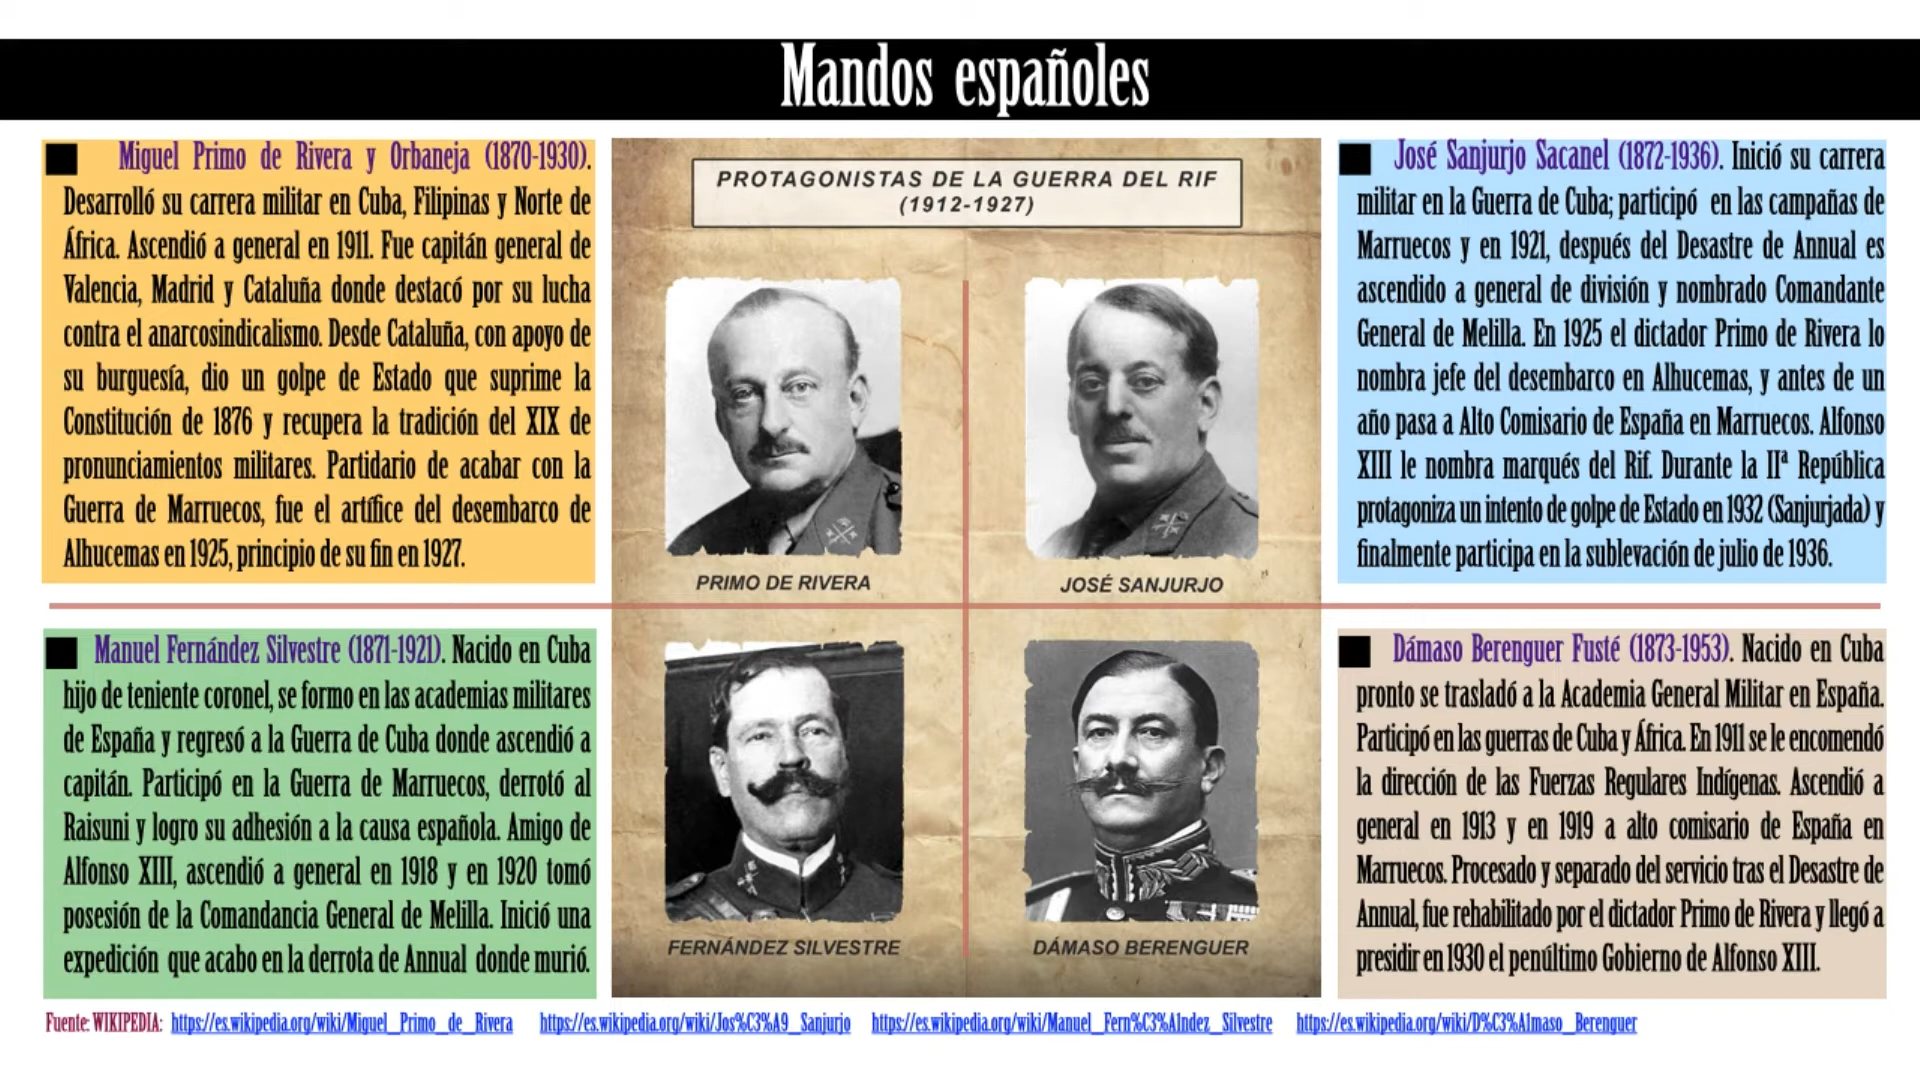 Mandos españoles
Miguel Primo de Rivera y Orbaneja (1870-1930).
Desarrolló su carrera militar en Cuba, Filipinas y Norte de
África. Ascendió a general en 1911. Fue capitán general de
Valencia, Madrid y Cataluña donde destacó por su lucha
contra el anarcosindicalismo. Desde Cataluña, con apoyo de
su burguesía, dio un golpe de Estado que suprime la
Constitución de 1876 y recupera la tradición del XIX de
pronunciamientos militares. Partidario de acabar con la
Guerra de Marruecos, fue el artífice del desembarco de
Alhucemas en 1925, principio de su fin en 1927.
PROTAGONISTAS DE LA GUERRA DEL RIF
(1912-1927)
PRIMO DE RIVERA
JOSÉ SANJURJO
José Sanjurjo Sacanel (1872-1936). Inició su carrera
militar en la Guerra de Cuba; participó en las campañas de
Marruecos y en 1921, después del Desastre de Annual es
ascendido a general de división y nombrado Comandante
General de Melilla. En 1925 el dictador Primo de Rivera lo
nombra jefe del desembarco en Alhucemas, y antes de un
año pasa a Alto Comisario de España en Marruecos. Alfonso
XIII le nombra marqués del Rif. Durante la IIª República
protagoniza un intento de golpe de Estado en 1932 (Sanjurjada) y
finalmente participa en la sublevación de julio de 1936.
Manuel Fernández Silvestre (1871-1921). Nacido en Cuba
hijo de teniente coronel, se formo en las academias militares
de España y regresó a la Guerra de Cuba donde ascendió a
capitán. Participó en la Guerra de Marruecos, derrotó al
Raisuni y logro su adhesión a la causa española. Amigo de
Alfonso XIII, ascendió a general en 1918 y en 1920 tomó
posesión de la Comandancia General de Melilla. Inició una
expedición que acabo en la derrota de Annual donde murió.
FERNÁNDEZ SILVESTRE
DÁMASO BERENGUER
Dámaso Berenguer Fusté (1873-1953). Nacido en Cuba
pronto se trasladó a la Academia General Militar en España.
Participó en las guerras de Cuba y África. En 1911 se le encomendó
la dirección de las Fuerzas Regulares Indígenas. Ascendió a
general en 1913 y en 1919 a alto comisario de España en
Marruecos. Procesado y separado del servicio tras el Desastre de
Annual, fue rehabilitado por el dictador Primo de Rivera y llegó a
presidir en 1930 el penúltimo Gobierno de Alfonso XIII.
Fuente: WIKIPEDIA: https://es.wikipedia.org/wiki/Miguel_Primo_de_Rivera https://es.wikipedia.org/wiki/Jos%C3%A9_Sanjurjo https://es.wikipedia.org/wiki/Manuel_Fern%C3%A1ndez_Silvestre https://es.wikipedia.org/wiki/D%C3%A1maso_Berenguer